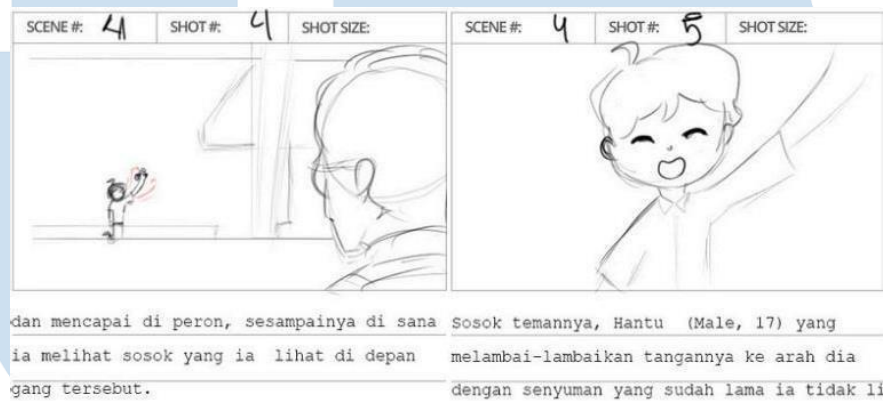 SCENE #: 4 SHOT #: 4 SHOT SIZE:
dan mencapai di peron, sesampainya di sana
ia melihat sosok yang ia lihat di depan
gang tersebut.
SCENE #: 4 SHOT #: 5 SHOT SIZE:
Sosok temannya, Hantu (Male, 17) yang
melambai-lambaikan tangannya ke arah dia
dengan senyuman yang sudah lama ia tidak li